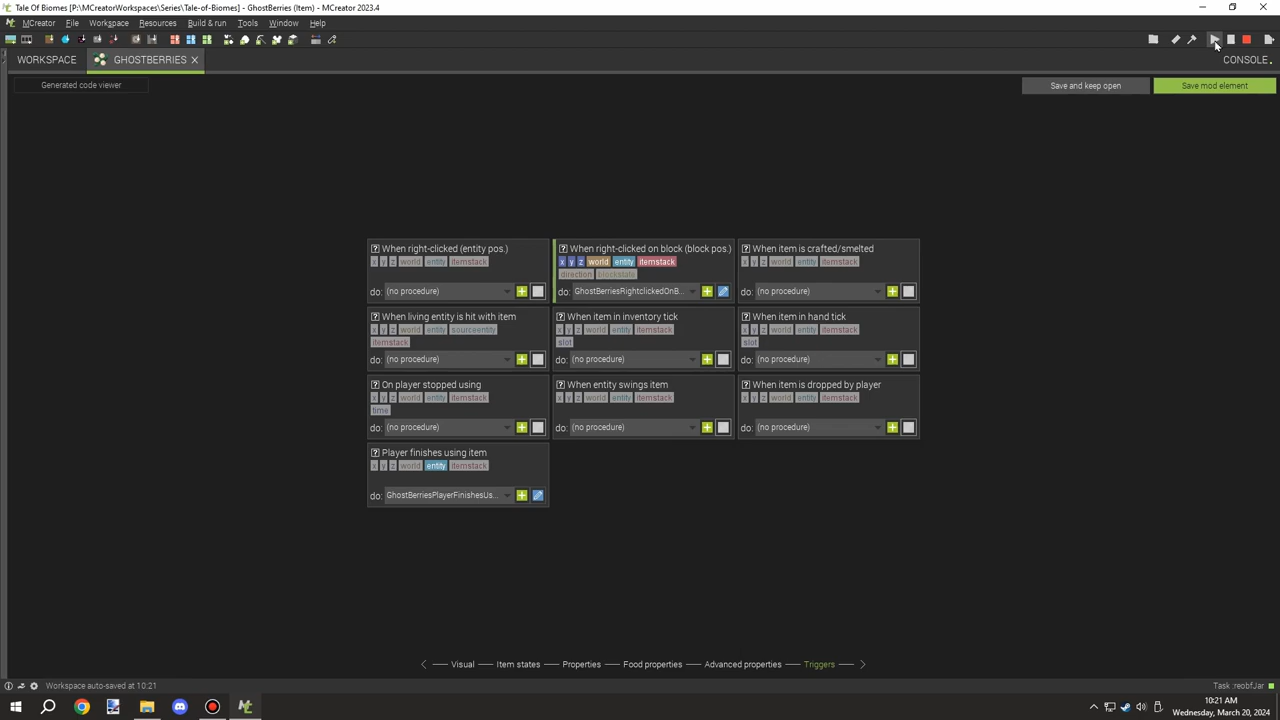 Tale Of Biomes [P:\MCreatorWorkspaces\Series\Tale-of-Biomes] - GhostBerries (Item) - MCreator 2023.4
MCreator File Workspace Resources Build & run Tools Window Help
WORKSPACE GHOSTBERRIES CONSOLE
Generated code viewer Save and keep open Save mod element
When right-clicked (entity pos.) When right-clicked on block (block pos.) When item is crafted/smelted
x y z world entity itemstack x y z world entity itemstack x y z world entity itemstack
direction blockstate
do: (no procedure) do: GhostBerriesRightclickedOnB... do: (no procedure)
When living entity is hit with item When item in inventory tick When item in hand tick
x y z world entity sourceentity x y z world entity itemstack x y z world entity itemstack
itemstack slot slot
do: (no procedure) do: (no procedure) do: (no procedure)
On player stopped using When entity swings item When item is dropped by player
x y z world entity itemstack x y z world entity itemstack x y z world entity itemstack
time
do: (no procedure) do: (no procedure) do: (no procedure)
Player finishes using item
x y z world entity itemstack
do: GhostBerriesPlayerFinishesUs...
Visual Item states Properties Food properties Advanced properties Triggers
Workspace auto-saved at 10:21 Task :reobfJar
10:21 AM
Wednesday, March 20, 2024